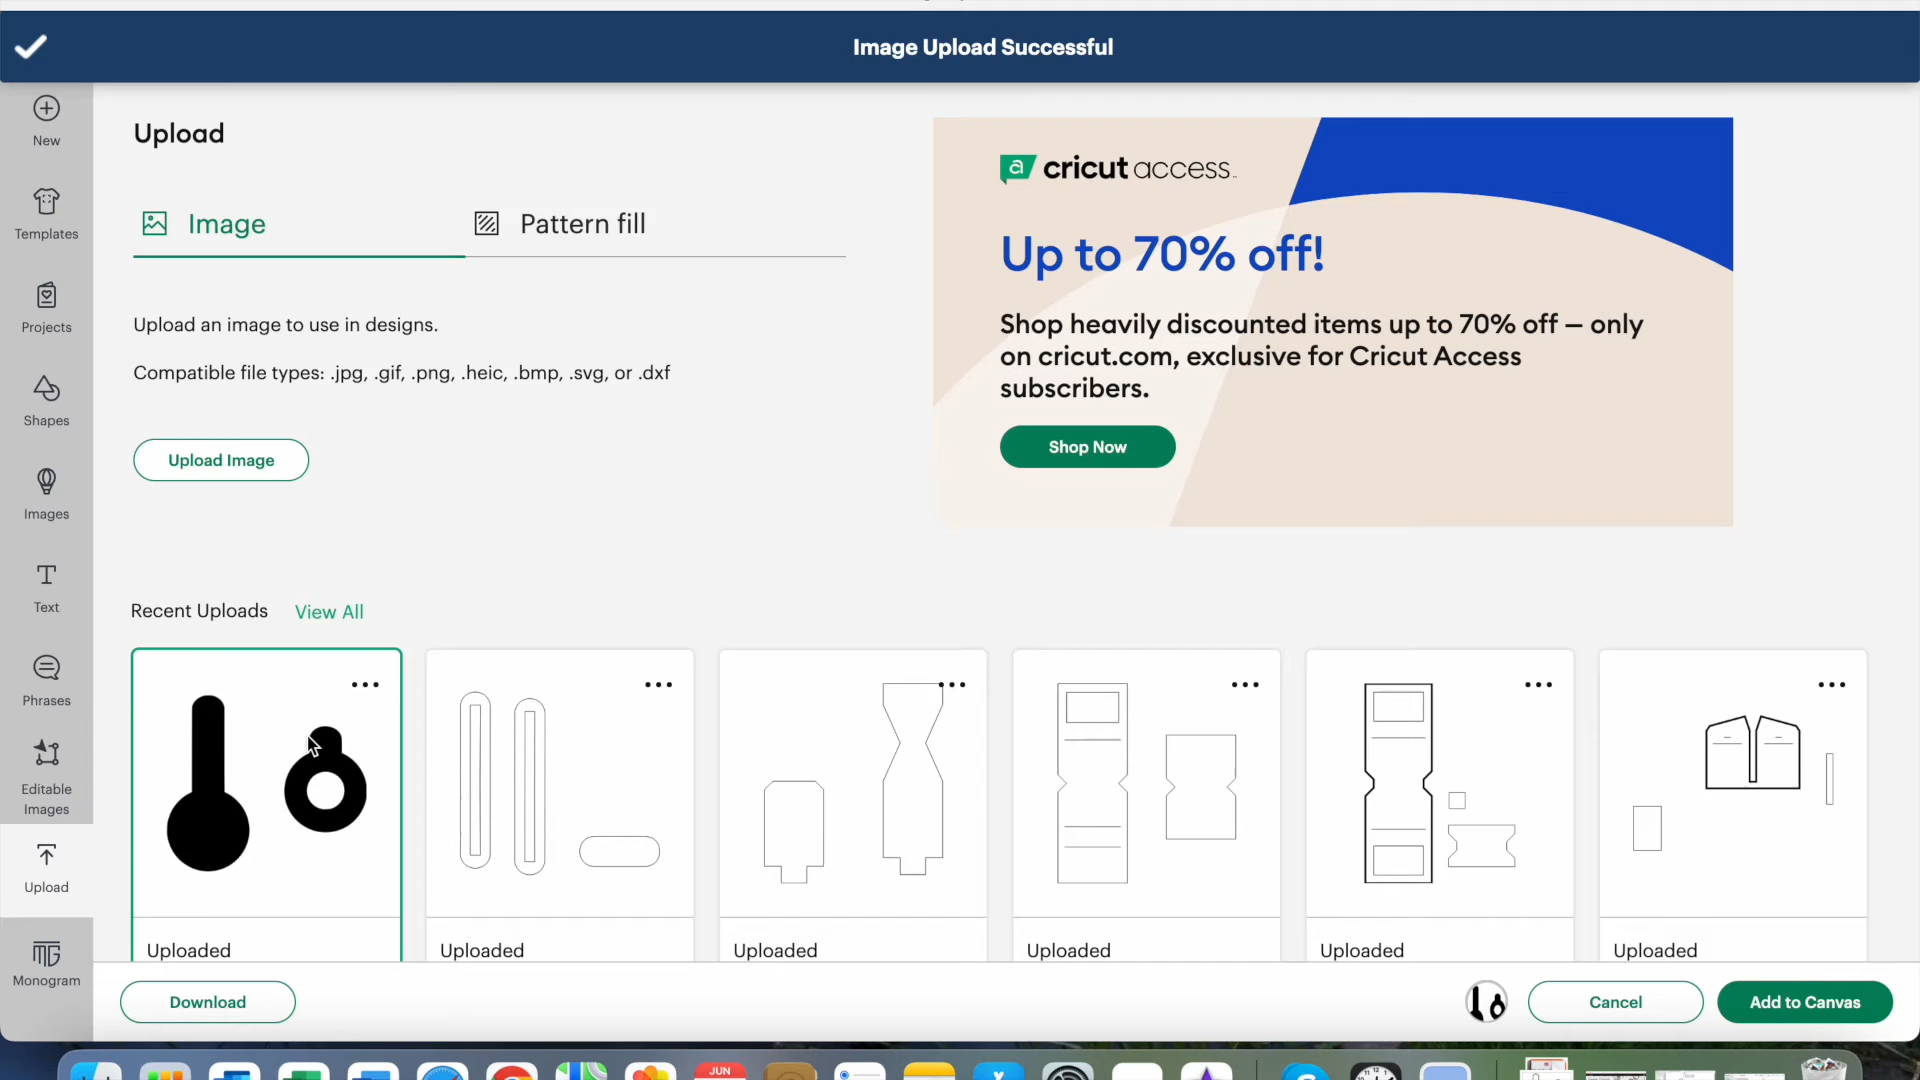 Image Upload Successful
New
Templates
Projects
Shapes
Images
Text
Phrases
Editable
Images
Upload
Monogram
Upload
Image
Pattern fill
Upload an image to use in designs.
Compatible file types: .jpg, .gif, .png, .heic, .bmp, .svg, or .dxf
Upload Image
a cricut access
Up to 70% off!
Shop heavily discounted items up to 70% off — only
on cricut.com, exclusive for Cricut Access
subscribers.
Shop Now
Recent Uploads View All
Uploaded
Uploaded
Uploaded
Uploaded
Uploaded
Uploaded
Download
Cancel
Add to Canvas
JUN